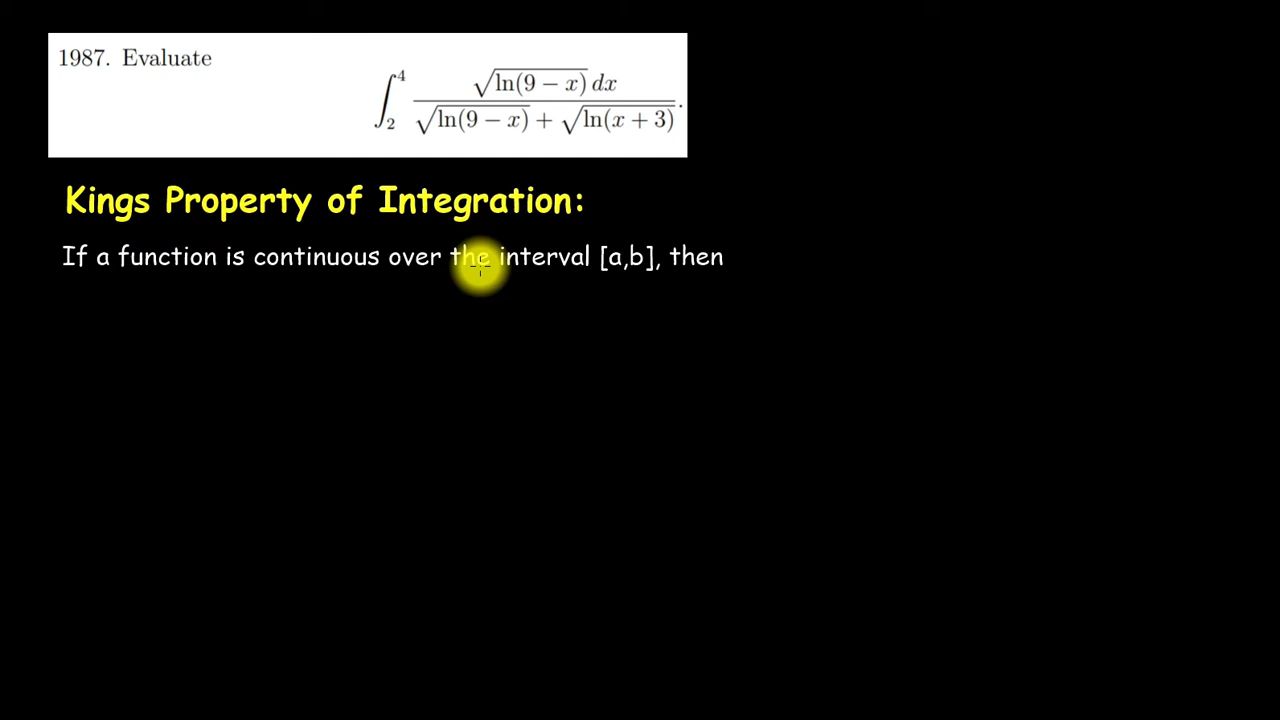 1987. Evaluate
∫₂⁴ √ln(9 − x) dx / (√ln(9 − x) + √ln(x + 3)).
Kings Property of Integration:
If a function is continuous over the interval [a,b], then